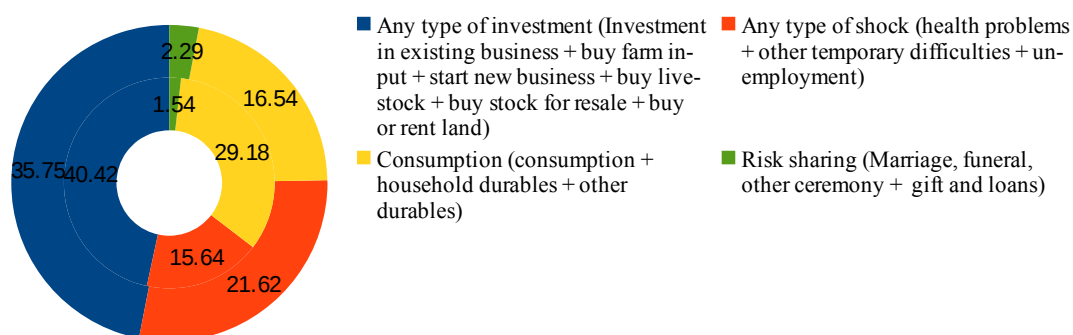 2.29
16.54
1.54
29.18
35.75
40.42
15.64
21.62
Any type of investment (Investment
in existing business + buy farm in-
put + start new business + buy live-
stock + buy stock for resale + buy
or rent land)
Any type of shock (health problems
+ other temporary difficulties + un-
employment)
Consumption (consumption +
household durables + other
durables)
Risk sharing (Marriage, funeral,
other ceremony + gift and loans)